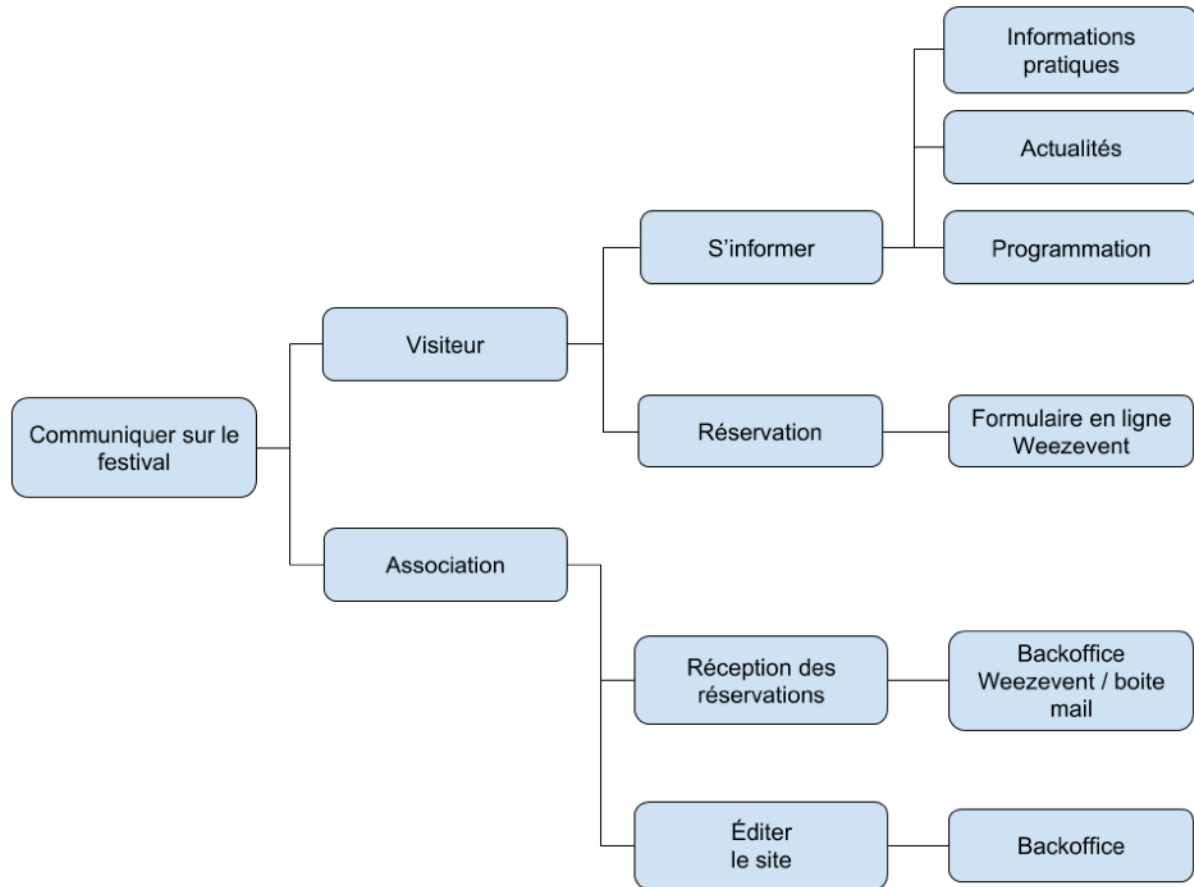 Informations
pratiques
Actualités
S'informer
Programmation
Visiteur
Réservation
Formulaire en ligne
Weezevent
Communiquer sur le
festival
Association
Réception des
réservations
Backoffice
Weezevent / boite
mail
Éditer
le site
Backoffice